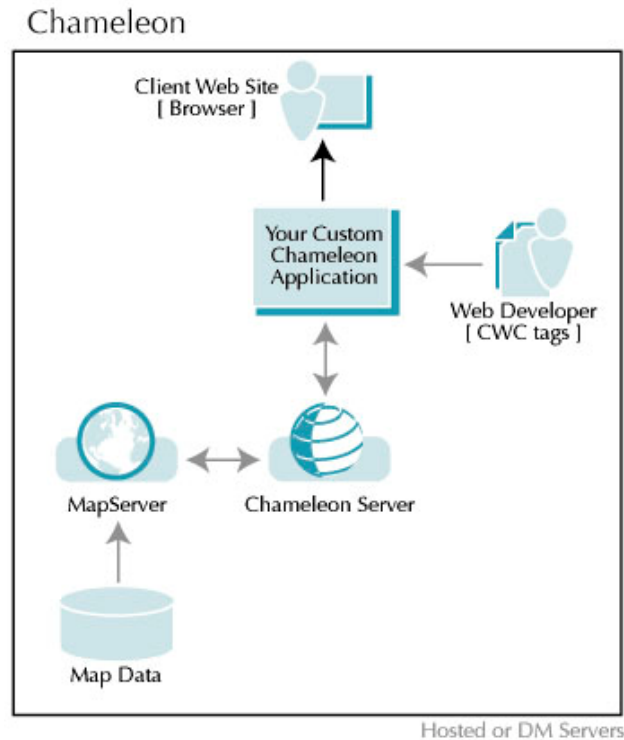 Chameleon
Client Web Site
[ Browser ]
Your Custom
Chameleon
Application
Web Developer
[ CWC tags ]
MapServer
Chameleon Server
Map Data
Hosted or DM Servers